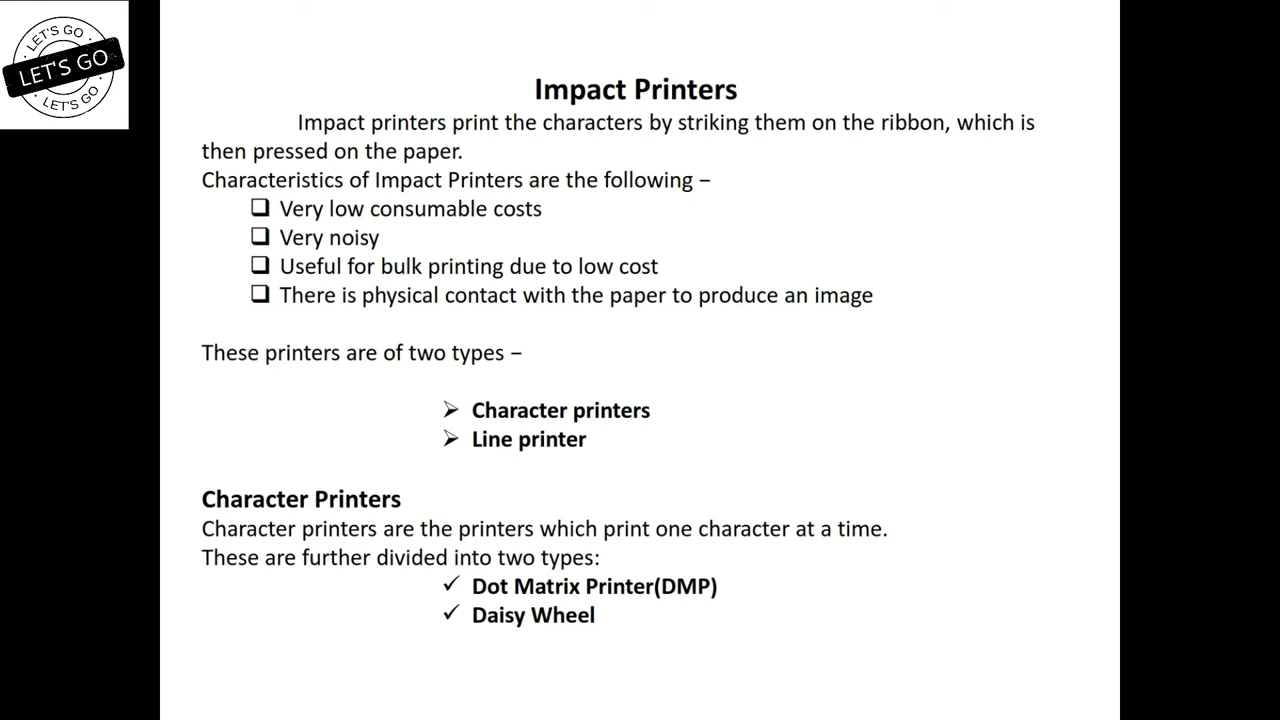 LET'S GO
LET'S GO
LET'S GO
Impact Printers
Impact printers print the characters by striking them on the ribbon, which is
then pressed on the paper.
Characteristics of Impact Printers are the following −
❑ Very low consumable costs
❑ Very noisy
❑ Useful for bulk printing due to low cost
❑ There is physical contact with the paper to produce an image
These printers are of two types −
➢ Character printers
➢ Line printer
Character Printers
Character printers are the printers which print one character at a time.
These are further divided into two types:
✓ Dot Matrix Printer(DMP)
✓ Daisy Wheel